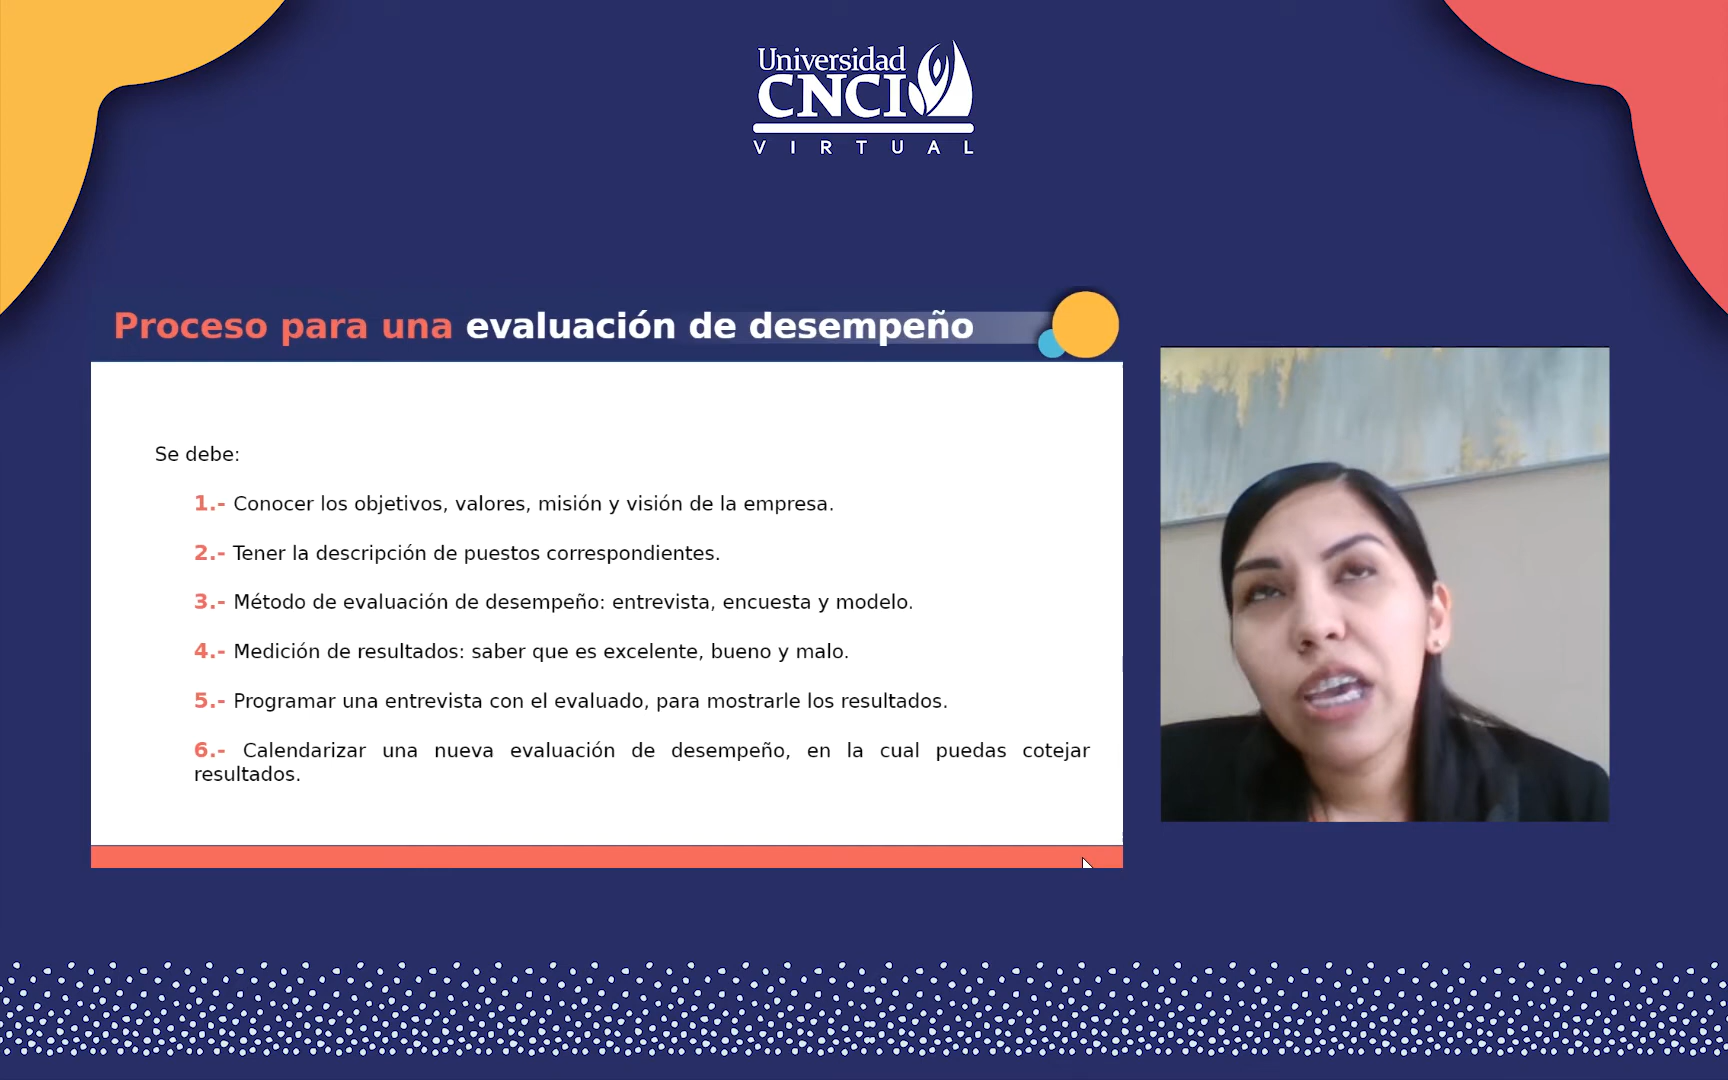 Universidad
CNCI
VIRTUAL
Proceso para una evaluación de desempeño
Se debe:
1.- Conocer los objetivos, valores, misión y visión de la empresa.
2.- Tener la descripción de puestos correspondientes.
3.- Método de evaluación de desempeño: entrevista, encuesta y modelo.
4.- Medición de resultados: saber que es excelente, bueno y malo.
5.- Programar una entrevista con el evaluado, para mostrarle los resultados.
6.- Calendarizar una nueva evaluación de desempeño, en la cual puedas cotejar
resultados.